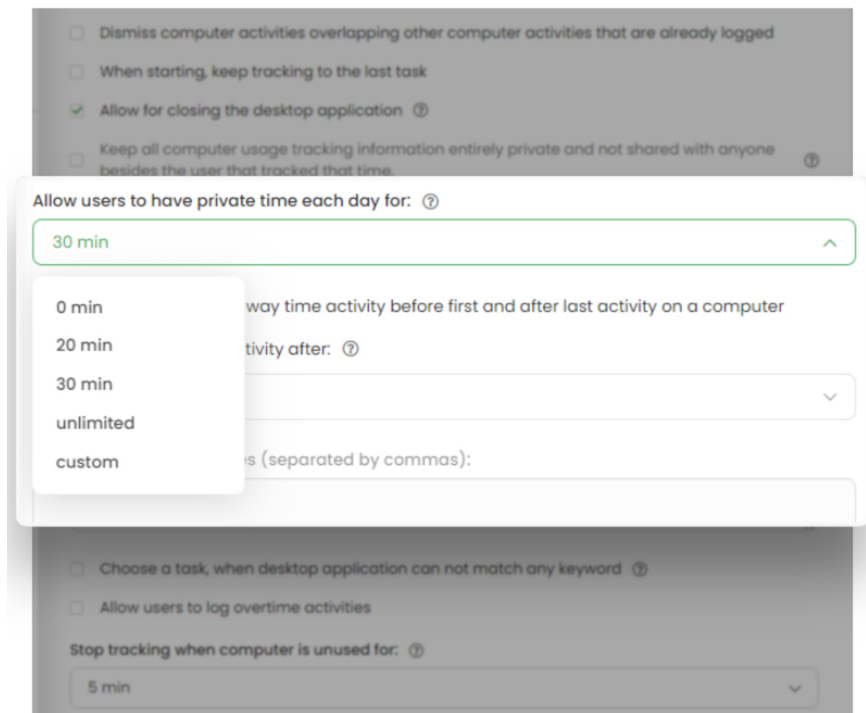 Dismiss computer activities overlapping other computer activities that are already logged
When starting, keep tracking to the last task
Allow for closing the desktop application
Keep all computer usage tracking information entirely private and not shared with anyone
besides the user that tracked that time.
Allow users to have private time each day for:
30 min
0 min
way time activity before first and after last activity on a computer
20 min
tivity after:
30 min
unlimited
custom
s (separated by commas):
Choose a task, when desktop application can not match any keyword
Allow users to log overtime activities
Stop tracking when computer is unused for:
5 min